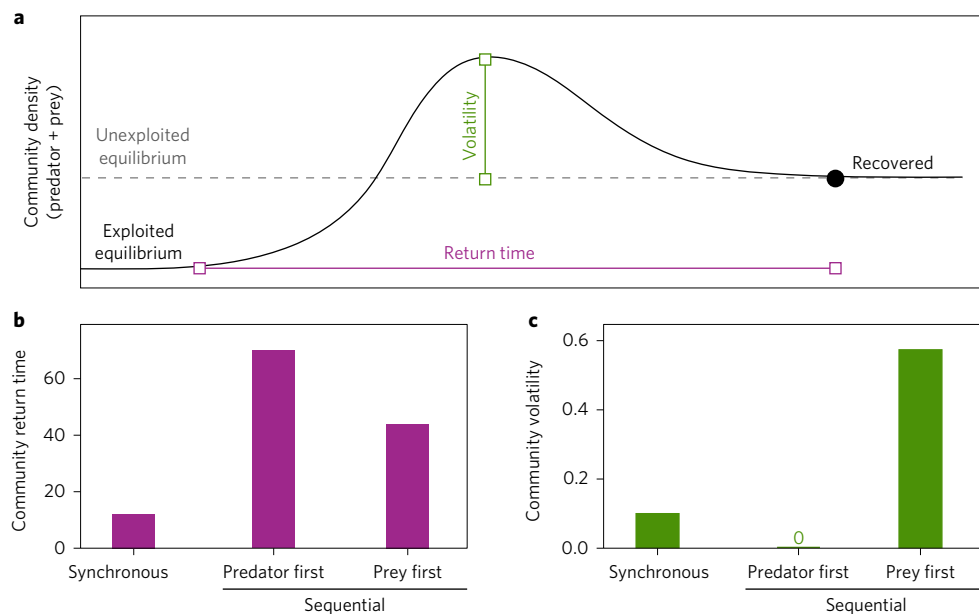 a
Community density
(predator + prey)
Unexploited
equilibrium
Volatility
Recovered
Exploited
equilibrium
Return time
b
Community return time
60
40
20
0
Synchronous
Predator first
Prey first
Sequential
c
Community volatility
0.6
0.4
0.2
0.0
0
Synchronous
Predator first
Prey first
Sequential